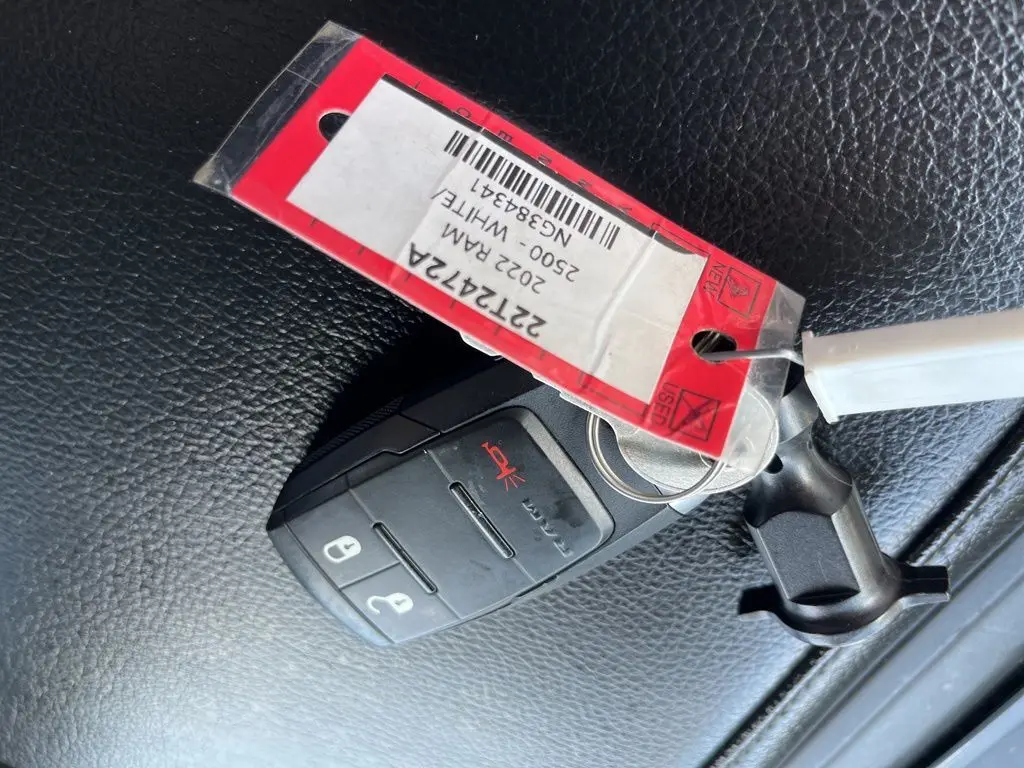 22T2472A
2022 RAM
2500 - WHITE/
NG384341
NEW
USED
RAM